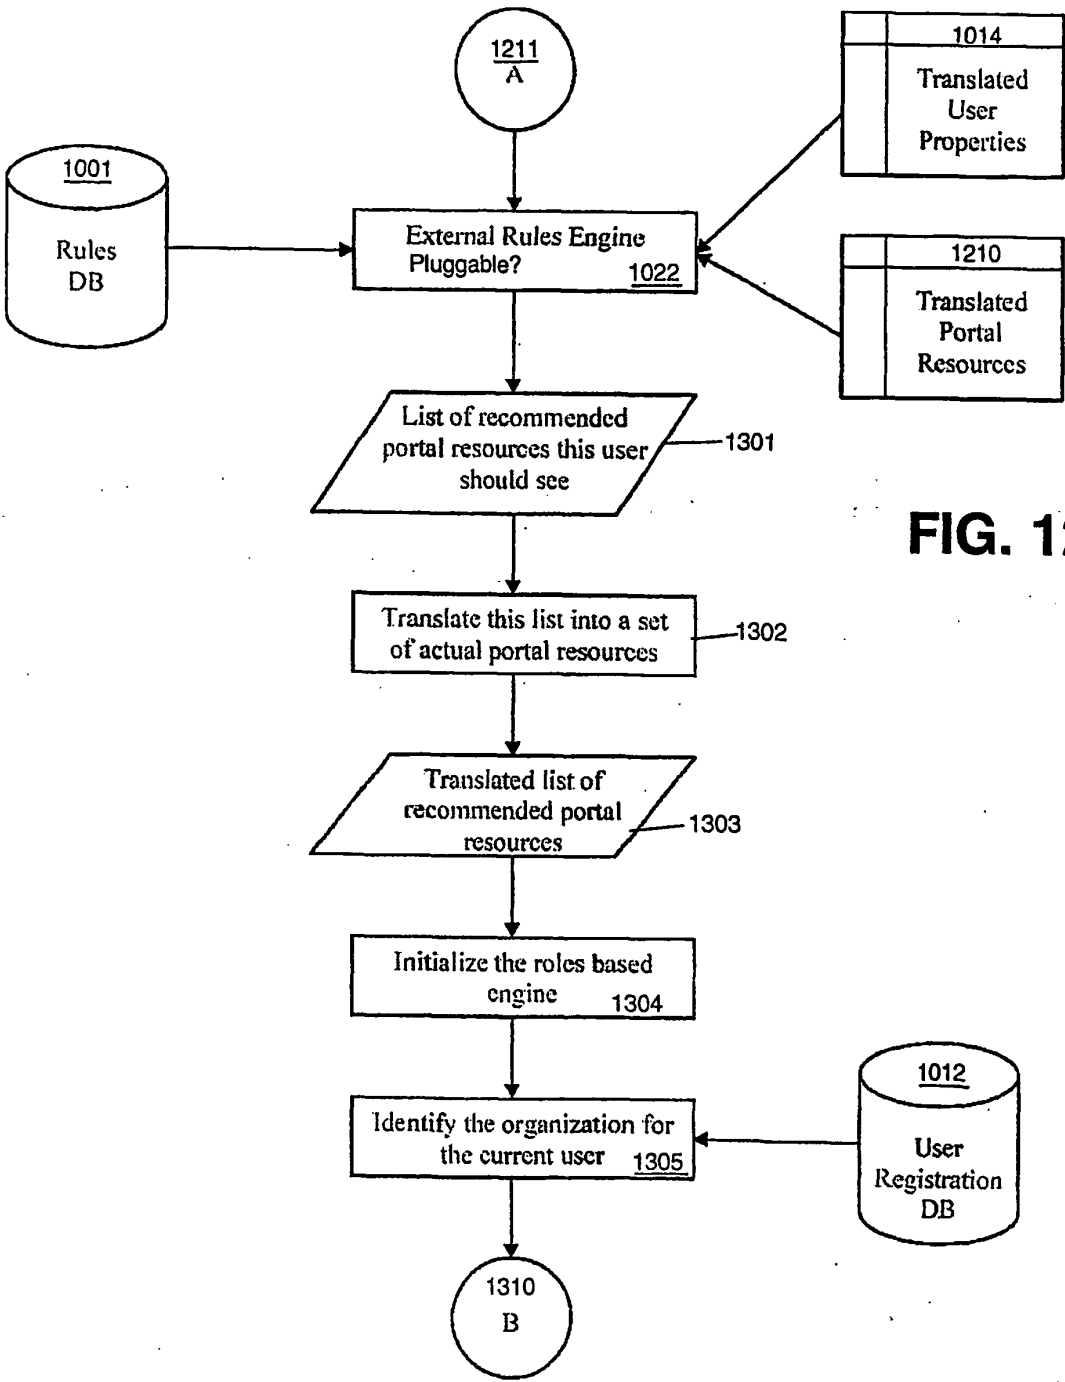 1211
A
1014
Translated
User
Properties
1001
Rules
DB
External Rules Engine
Pluggable?
1022
1210
Translated
Portal
Resources
List of recommended
portal resources this user
should see
1301
FIG. 12
Translate this list into a set
of actual portal resources
1302
Translated list of
recommended portal
resources
1303
Initialize the roles based
engine
1304
Identify the organization for
the current user
1305
1012
User
Registration
DB
1310
B